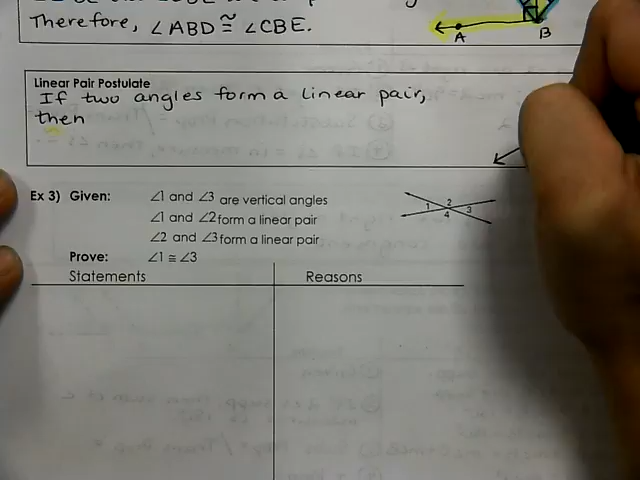 Therefore, ∠ABD ≅ ∠CBE.
A
B
Linear Pair Postulate
If two angles form a linear pair,
then
Ex 3) Given: ∠1 and ∠3 are vertical angles
∠1 and ∠2 form a linear pair
∠2 and ∠3 form a linear pair
Prove: ∠1 ≅ ∠3
1 2 3
4
Statements Reasons